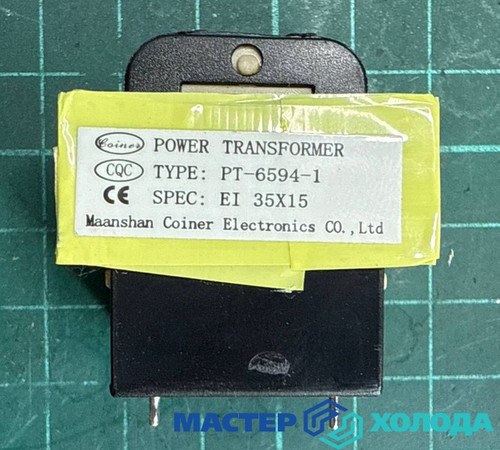 Coiner POWER TRANSFORMER
CQC TYPE: PT-6594-1
CE SPEC: EI 35X15
Maanshan Coiner Electronics CO.,Ltd
МАСТЕР ХОЛОДА